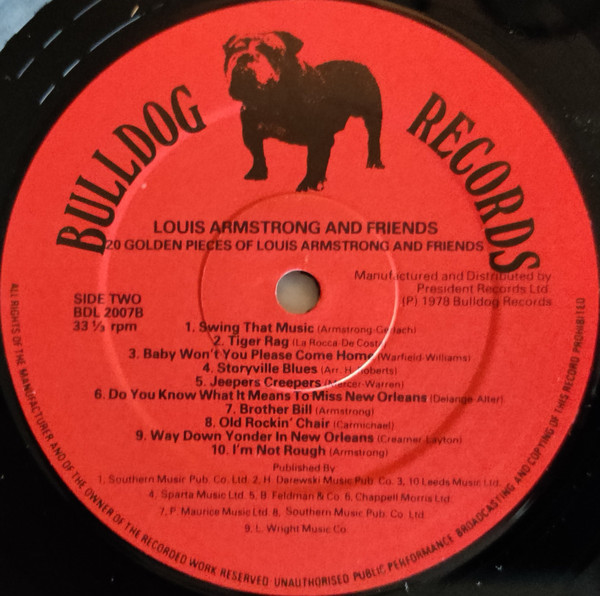 BULLDOG RECORDS
LOUIS ARMSTRONG AND FRIENDS
20 GOLDEN PIECES OF LOUIS ARMSTRONG AND FRIENDS
Manufactured and Distributed by
President Records Ltd.
(P) 1978 Bulldog Records
SIDE TWO
BDL 2007B
33 ⅓ rpm
1. Swing That Music (Armstrong-Gerlach)
2. Tiger Rag (La Rocca-De Costa)
3. Baby Won't You Please Come Home (Warfield-Williams)
4. Storyville Blues (Arr. H. Roberts)
5. Jeepers Creepers (Mercer-Warren)
6. Do You Know What It Means To Miss New Orleans (Delange-Alter)
7. Brother Bill (Armstrong)
8. Old Rockin' Chair (Carmichael)
9. Way Down Yonder In New Orleans (Creamer-Layton)
10. I'm Not Rough (Armstrong)
Published By
1. Southern Music Pub. Co. Ltd. 2. H. Darewski Music Pub. Co. 3, 10 Leeds Music Ltd.
4. Sparta Music Ltd. 5. B. Feldman & Co. 6. Chappell Morris Ltd.
7. P. Maurice Music Ltd. 8. Southern Music Pub. Co. Ltd.
9. L. Wright Music Co.
ALL RIGHTS OF THE MANUFACTURER AND OF THE OWNER OF THE RECORDED WORK RESERVED·UNAUTHORISED PUBLIC PERFORMANCE BROADCASTING AND COPYING OF THIS RECORD PROHIBITED